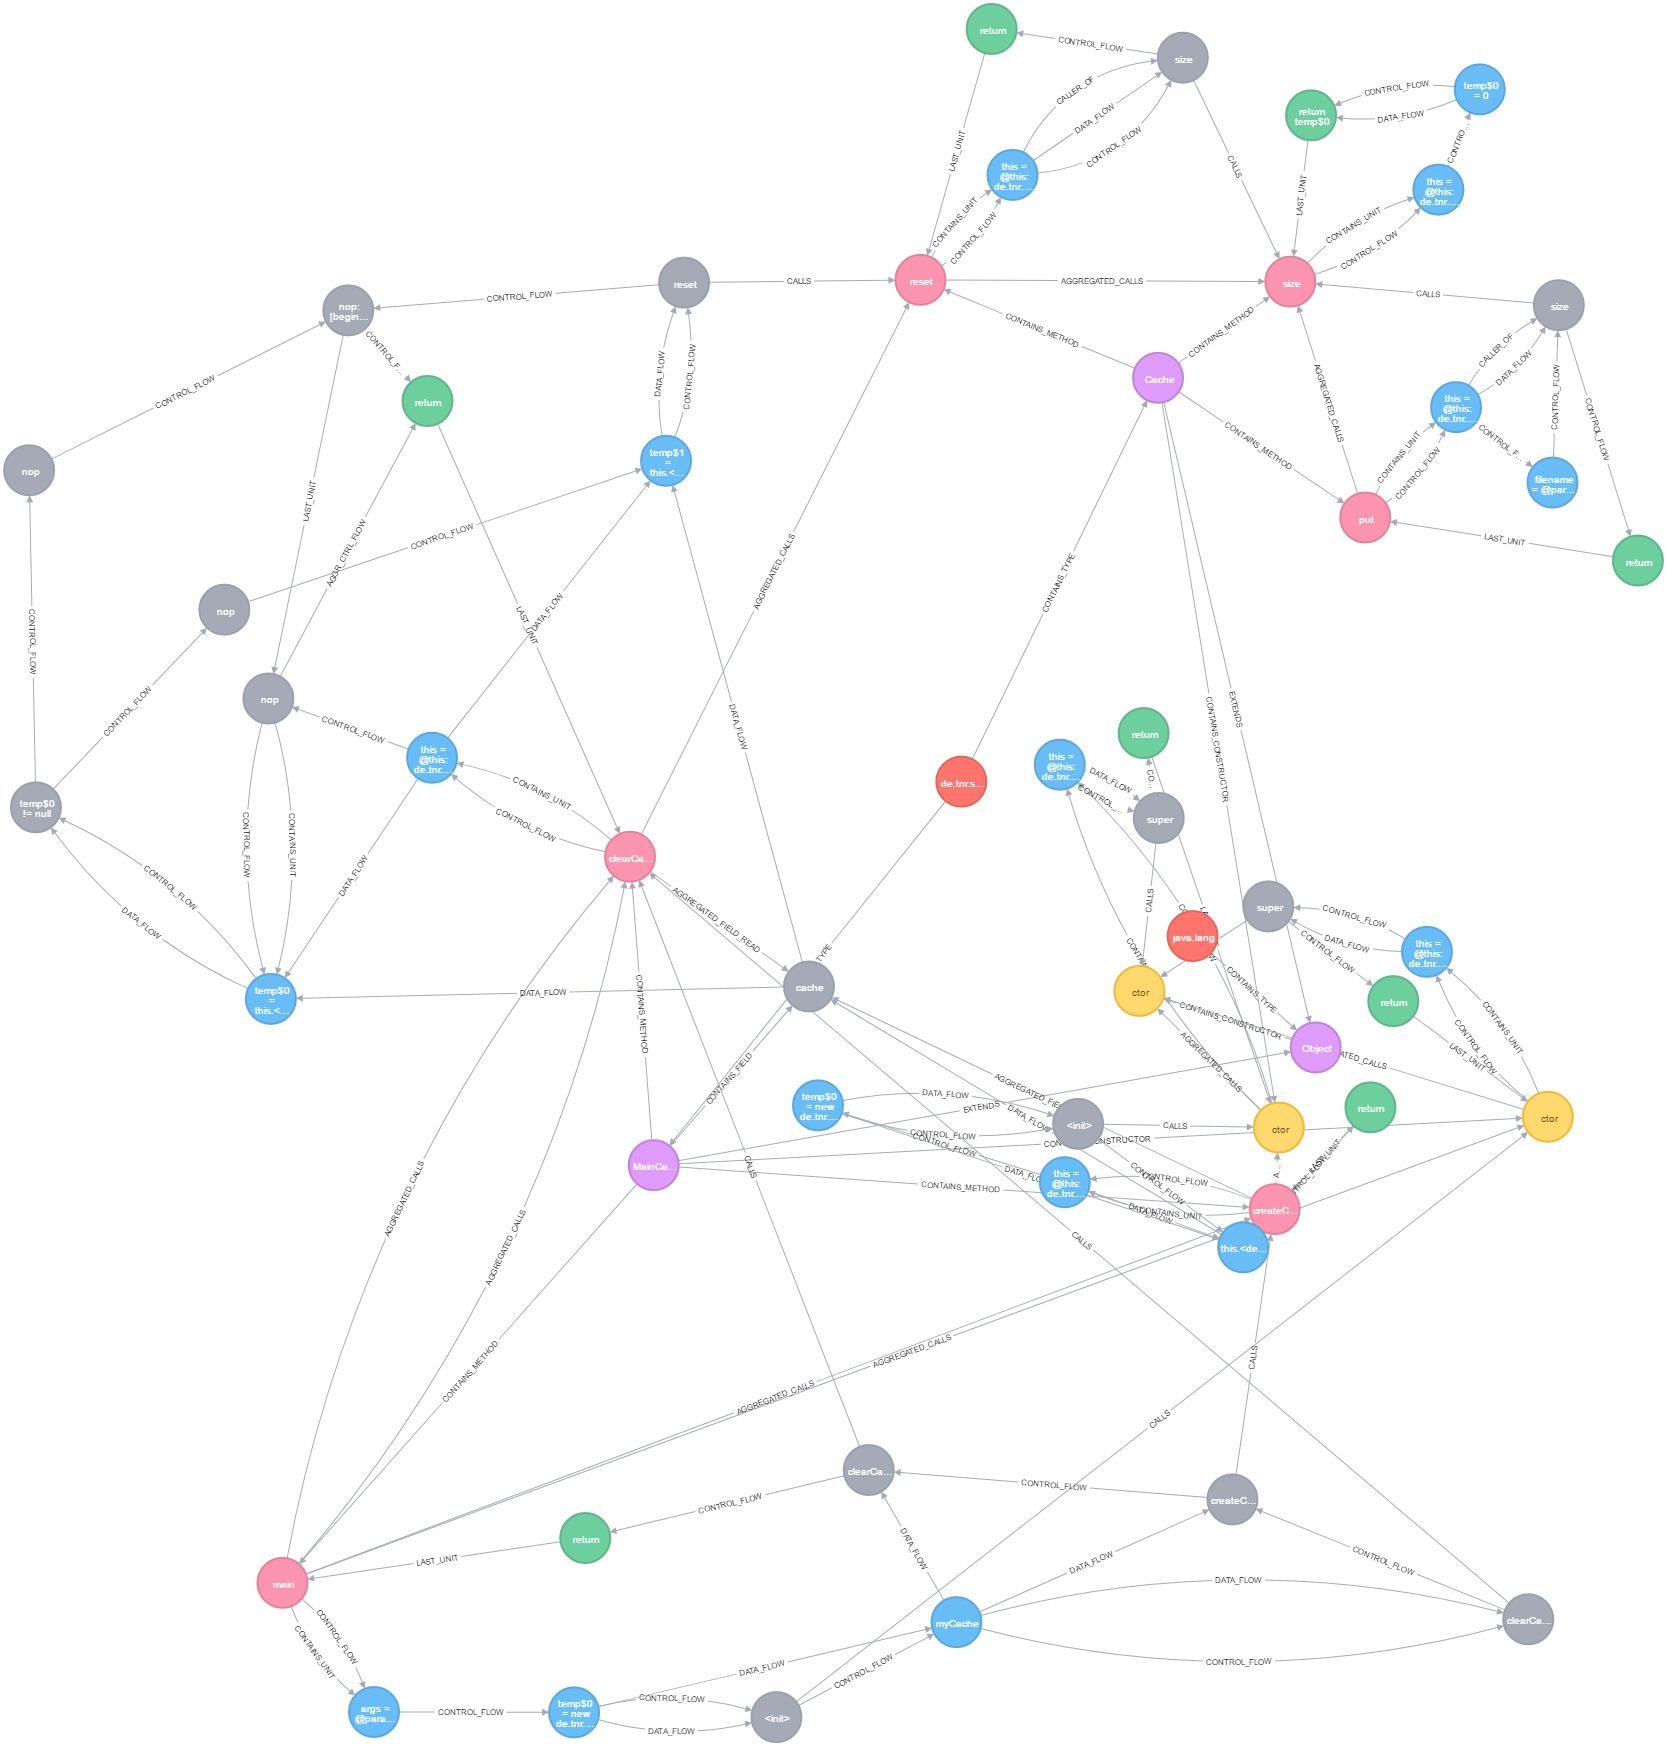 return
CONTROL_FLOW
size
temp$0
= 0
CONTROL_FLOW
DATA_FLOW
return
temp$0
CALLER_OF
DATA_FLOW
CONTROL_FLOW
CONTRO...
LAST_UNIT
this =
@this:
de.tnr....
CALLS
LAST_UNIT
this =
@this:
de.tnr....
CONTAINS_UNIT
CONTROL_FLOW
CONTAINS_UNIT
CONTROL_FLOW
reset
CALLS
reset
AGGREGATED_CALLS
size
CALLS
size
nop:
[begin...
CONTROL_FLOW
CONTROL_F...
CONTAINS_METHOD
CONTAINS_METHOD
Cache
CALLER_OF
DATA_FLOW
CONTROL_FLOW
DATA_FLOW
CONTROL_FLOW
CONTROL_FLOW
return
AGGREGATED_CALLS
this =
@this:
de.tnr....
CONTROL_FLOW
CONTAINS_METHOD
CONTAINS_UNIT
CONTROL_FLOW
CONTROL_F...
nop
temp$1
=
this.<...
LAST_UNIT
filename
= @par...
put
LAST_UNIT
return
CONTROL_FLOW
AGGR_CTRL_FLOW
AGGREGATED_CALLS
CONTAINS_TYPE
nop
CONTROL_FLOW
LAST_UNIT
DATA_FLOW
CONTROL_FLOW
nop
CONTROL_FLOW
DATA_FLOW
CONTAINS_CONSTRUCTOR
EXTENDS
return
this =
@this:
de.tnr....
DATA_FLOW
CONTROL_...
CO...
this =
@this:
de.tnr....
CONTAINS_UNIT
CONTROL_FLOW
de.tnr.s...
super
temp$0
!= null
CONTROL_FLOW
CONTAINS_UNIT
clearCa...
CONTROL_FLOW
DATA_FLOW
DATA_FLOW
AGGREGATED_FIELD_READ
CALLS
super
CONTROL_FLOW
DATA_FLOW
CONTROL_FLOW
this =
@this:
de.tnr....
java.lang
CONTAINS_TYPE
TYPE
temp$0
=
this.<...
DATA_FLOW
cache
ctor
return
CONTAINS_METHOD
CONTAINS_CONSTRUCTOR
AGGREGATED_CALLS
Object
CONTROL_FLOW
CONTAINS_UNIT
LAST_UNIT
CONTAINS_FIELD
temp$0
= new
de.tnr....
DATA_FLOW
EXTENDS
DATA_FLOW
<init>
CALLS
ctor
return
ctor
CONTROL_FLOW
CONTROL_FLOW
MainCa...
CONTAINS_METHOD
this =
@this:
de.tnr....
CONTROL_FLOW
CONTROL_FLOW
CONTAINS_UNIT
DATA_FLOW
A...
createC...
this.<de...
CALLS
AGGREGATED_CALLS
AGGREGATED_CALLS
CALLS
CONTAINS_METHOD
AGGREGATED_CALLS
AGGREGATED_CALLS
CALLS
CALLS
clearCa...
CONTROL_FLOW
createC...
CONTROL_FLOW
return
LAST_UNIT
DATA_FLOW
DATA_FLOW
CONTROL_FLOW
main
DATA_FLOW
CONTROL_FLOW
CONTAINS_UNIT
myCache
clearCa...
CONTROL_FLOW
DATA_FLOW
CONTROL_FLOW
args =
@para...
CONTROL_FLOW
temp$0
= new
de.tnr....
CONTROL_FLOW
DATA_FLOW
<init>